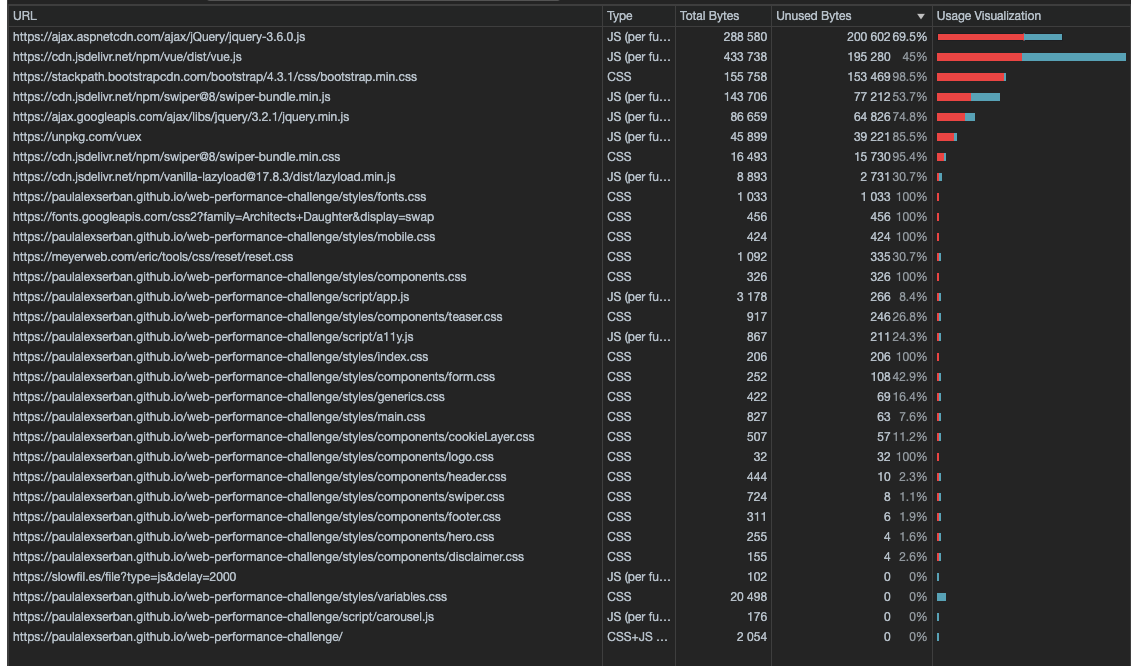 URL Type Total Bytes Unused Bytes ▼ Usage Visualization
https://ajax.aspnetcdn.com/ajax/jQuery/jquery-3.6.0.js JS (per fu… 288 580 200 602 69.5%
https://cdn.jsdelivr.net/npm/vue/dist/vue.js JS (per fu… 433 738 195 280 45%
https://stackpath.bootstrapcdn.com/bootstrap/4.3.1/css/bootstrap.min.css CSS 155 758 153 469 98.5%
https://cdn.jsdelivr.net/npm/swiper@8/swiper-bundle.min.js JS (per fu… 143 706 77 212 53.7%
https://ajax.googleapis.com/ajax/libs/jquery/3.2.1/jquery.min.js JS (per fu… 86 659 64 826 74.8%
https://unpkg.com/vuex JS (per fu… 45 899 39 221 85.5%
https://cdn.jsdelivr.net/npm/swiper@8/swiper-bundle.min.css CSS 16 493 15 730 95.4%
https://cdn.jsdelivr.net/npm/vanilla-lazyload@17.8.3/dist/lazyload.min.js JS (per fu… 8 893 2 731 30.7%
https://paulalexserban.github.io/web-performance-challenge/styles/fonts.css CSS 1 033 1 033 100%
https://fonts.googleapis.com/css2?family=Architects+Daughter&display=swap CSS 456 456 100%
https://paulalexserban.github.io/web-performance-challenge/styles/mobile.css CSS 424 424 100%
https://meyerweb.com/eric/tools/css/reset/reset.css CSS 1 092 335 30.7%
https://paulalexserban.github.io/web-performance-challenge/styles/components.css CSS 326 326 100%
https://paulalexserban.github.io/web-performance-challenge/script/app.js JS (per fu… 3 178 266 8.4%
https://paulalexserban.github.io/web-performance-challenge/styles/components/teaser.css CSS 917 246 26.8%
https://paulalexserban.github.io/web-performance-challenge/script/a11y.js JS (per fu… 867 211 24.3%
https://paulalexserban.github.io/web-performance-challenge/styles/index.css CSS 206 206 100%
https://paulalexserban.github.io/web-performance-challenge/styles/components/form.css CSS 252 108 42.9%
https://paulalexserban.github.io/web-performance-challenge/styles/generics.css CSS 422 69 16.4%
https://paulalexserban.github.io/web-performance-challenge/styles/main.css CSS 827 63 7.6%
https://paulalexserban.github.io/web-performance-challenge/styles/components/cookieLayer.css CSS 507 57 11.2%
https://paulalexserban.github.io/web-performance-challenge/styles/components/logo.css CSS 32 32 100%
https://paulalexserban.github.io/web-performance-challenge/styles/components/header.css CSS 444 10 2.3%
https://paulalexserban.github.io/web-performance-challenge/styles/components/swiper.css CSS 724 8 1.1%
https://paulalexserban.github.io/web-performance-challenge/styles/components/footer.css CSS 311 6 1.9%
https://paulalexserban.github.io/web-performance-challenge/styles/components/hero.css CSS 255 4 1.6%
https://paulalexserban.github.io/web-performance-challenge/styles/components/disclaimer.css CSS 155 4 2.6%
https://slowfil.es/file?type=js&delay=2000 JS (per fu… 102 0 0%
https://paulalexserban.github.io/web-performance-challenge/styles/variables.css CSS 20 498 0 0%
https://paulalexserban.github.io/web-performance-challenge/script/carousel.js JS (per fu… 176 0 0%
https://paulalexserban.github.io/web-performance-challenge/ CSS+JS … 2 054 0 0%